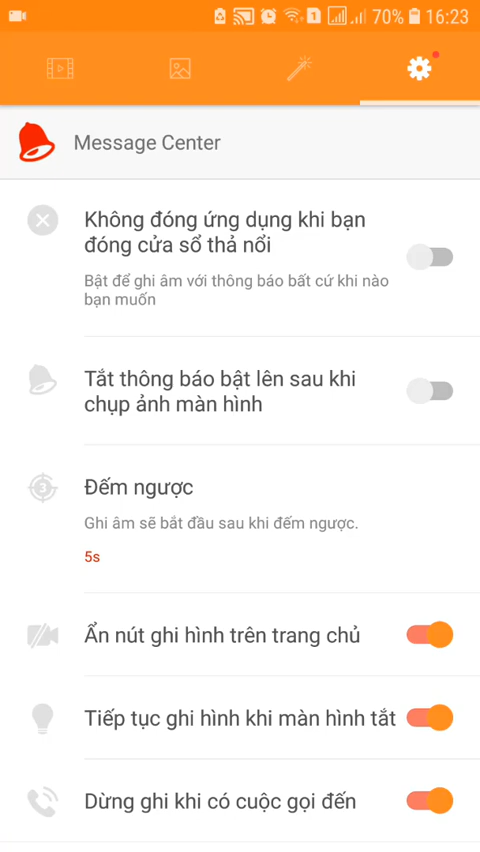 1 70% 16:23
Message Center
Không đóng ứng dụng khi bạn
đóng cửa sổ thả nổi
Bật để ghi âm với thông báo bất cứ khi nào
bạn muốn
Tắt thông báo bật lên sau khi
chụp ảnh màn hình
3
Đếm ngược
Ghi âm sẽ bắt đầu sau khi đếm ngược.
5s
Ẩn nút ghi hình trên trang chủ
Tiếp tục ghi hình khi màn hình tắt
Dừng ghi khi có cuộc gọi đến